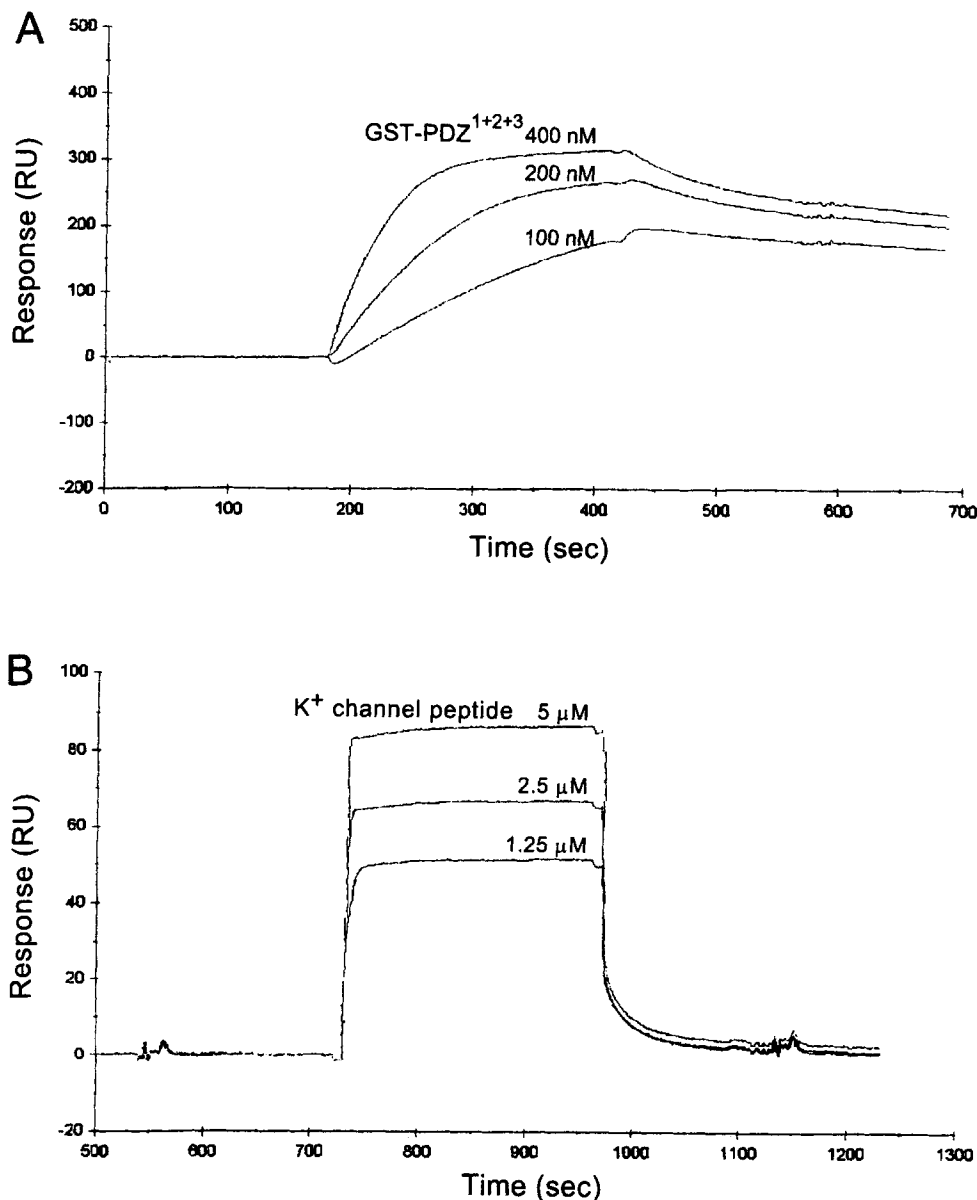 A
500
400
300
200
100
0
-100
-200
Response (RU)
GST-PDZ1+2+3 400 nM
200 nM
100 nM
0 100 200 300 400 500 600 700
Time (sec)
B
100
80
60
40
20
0
-20
Response (RU)
K+ channel peptide 5 μM
2.5 μM
1.25 μM
500 600 700 800 900 1000 1100 1200 1300
Time (sec)